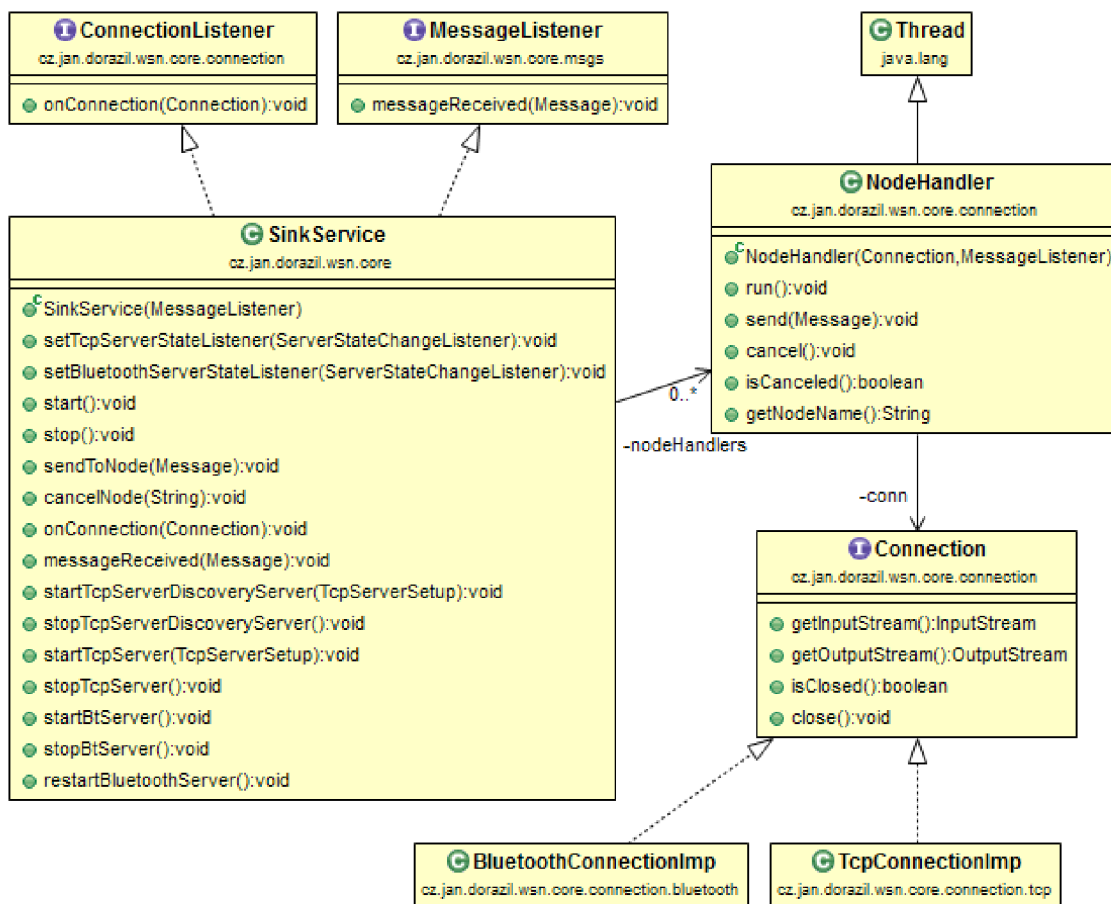 ConnectionListener
cz.jan.dorazil.wsn.core.connection
onConnection(Connection):void
MessageListener
cz.jan.dorazil.wsn.core.msgs
messageReceived(Message):void
Thread
java.lang
NodeHandler
cz.jan.dorazil.wsn.core.connection
NodeHandler(Connection,MessageListener)
run():void
send(Message):void
cancel():void
isCanceled():boolean
getNodeName():String
SinkService
cz.jan.dorazil.wsn.core
SinkService(MessageListener)
setTcpServerStateListener(ServerStateChangeListener):void
setBluetoothServerStateListener(ServerStateChangeListener):void
start():void
stop():void
sendToNode(Message):void
cancelNode(String):void
onConnection(Connection):void
messageReceived(Message):void
startTcpServerDiscoveryServer(TcpServerSetup):void
stopTcpServerDiscoveryServer():void
startTcpServer(TcpServerSetup):void
stopTcpServer():void
startBtServer():void
stopBtServer():void
restartBluetoothServer():void
0..*
-nodeHandlers
-conn
Connection
cz.jan.dorazil.wsn.core.connection
getInputStream():InputStream
getOutputStream():OutputStream
isClosed():boolean
close():void
BluetoothConnectionImp
cz.jan.dorazil.wsn.core.connection.bluetooth
TcpConnectionImp
cz.jan.dorazil.wsn.core.connection.tcp